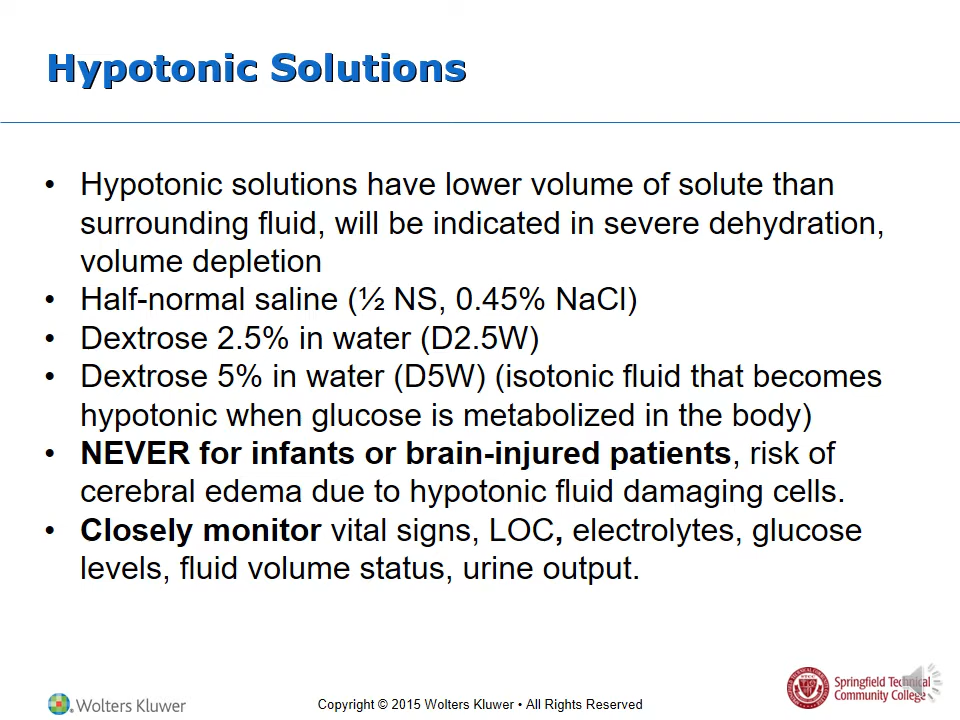 Hypotonic Solutions
• Hypotonic solutions have lower volume of solute than
surrounding fluid, will be indicated in severe dehydration,
volume depletion
• Half-normal saline (½ NS, 0.45% NaCl)
• Dextrose 2.5% in water (D2.5W)
• Dextrose 5% in water (D5W) (isotonic fluid that becomes
hypotonic when glucose is metabolized in the body)
• NEVER for infants or brain-injured patients, risk of
cerebral edema due to hypotonic fluid damaging cells.
• Closely monitor vital signs, LOC, electrolytes, glucose
levels, fluid volume status, urine output.
Wolters Kluwer
Copyright © 2015 Wolters Kluwer • All Rights Reserved
Springfield Technical
Community College